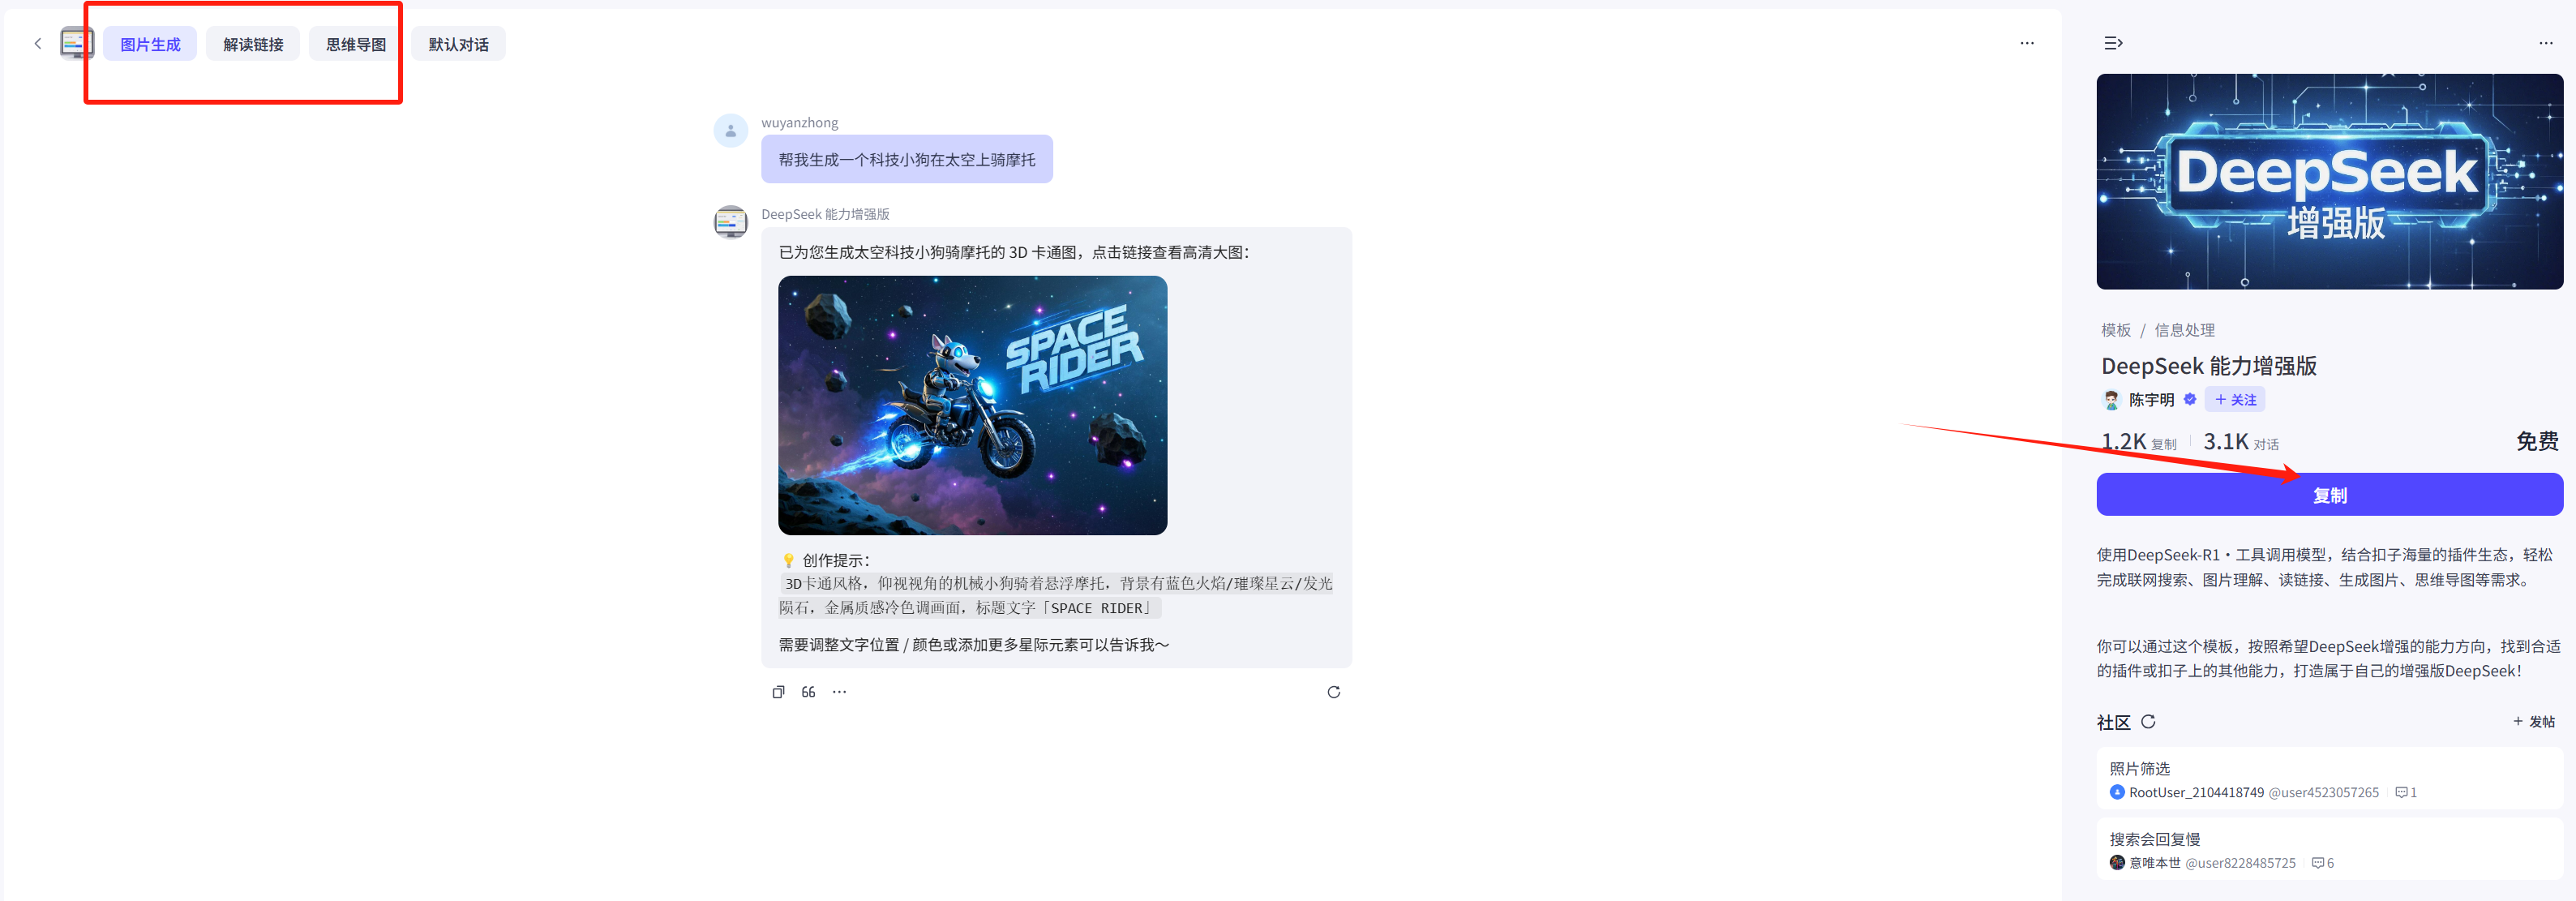 图片生成
解读链接
思维导图
默认对话
wuyanzhong
帮我生成一个科技小狗在太空上骑摩托
DeepSeek 能力增强版
已为您生成太空科技小狗骑摩托的 3D 卡通图，点击链接查看高清大图：
SPACE
RIDER
💡 创作提示：
3D卡通风格，仰视视角的机械小狗骑着悬浮摩托，背景有蓝色火焰/璀璨星云/发光
陨石，金属质感冷色调画面，标题文字「SPACE RIDER」
需要调整文字位置 / 颜色或添加更多星际元素可以告诉我～
DeepSeek
增强版
模板 / 信息处理
DeepSeek 能力增强版
陈宇明
+ 关注
1.2K 复制
3.1K 对话
免费
复制
使用DeepSeek-R1・工具调用模型，结合扣子海量的插件生态，轻松
完成联网搜索、图片理解、读链接、生成图片、思维导图等需求。
你可以通过这个模板，按照希望DeepSeek增强的能力方向，找到合适
的插件或扣子上的其他能力，打造属于自己的增强版DeepSeek！
社区
+ 发帖
照片筛选
RootUser_2104418749 @user4523057265
1
搜索会回复慢
意唯本世 @user8228485725
6